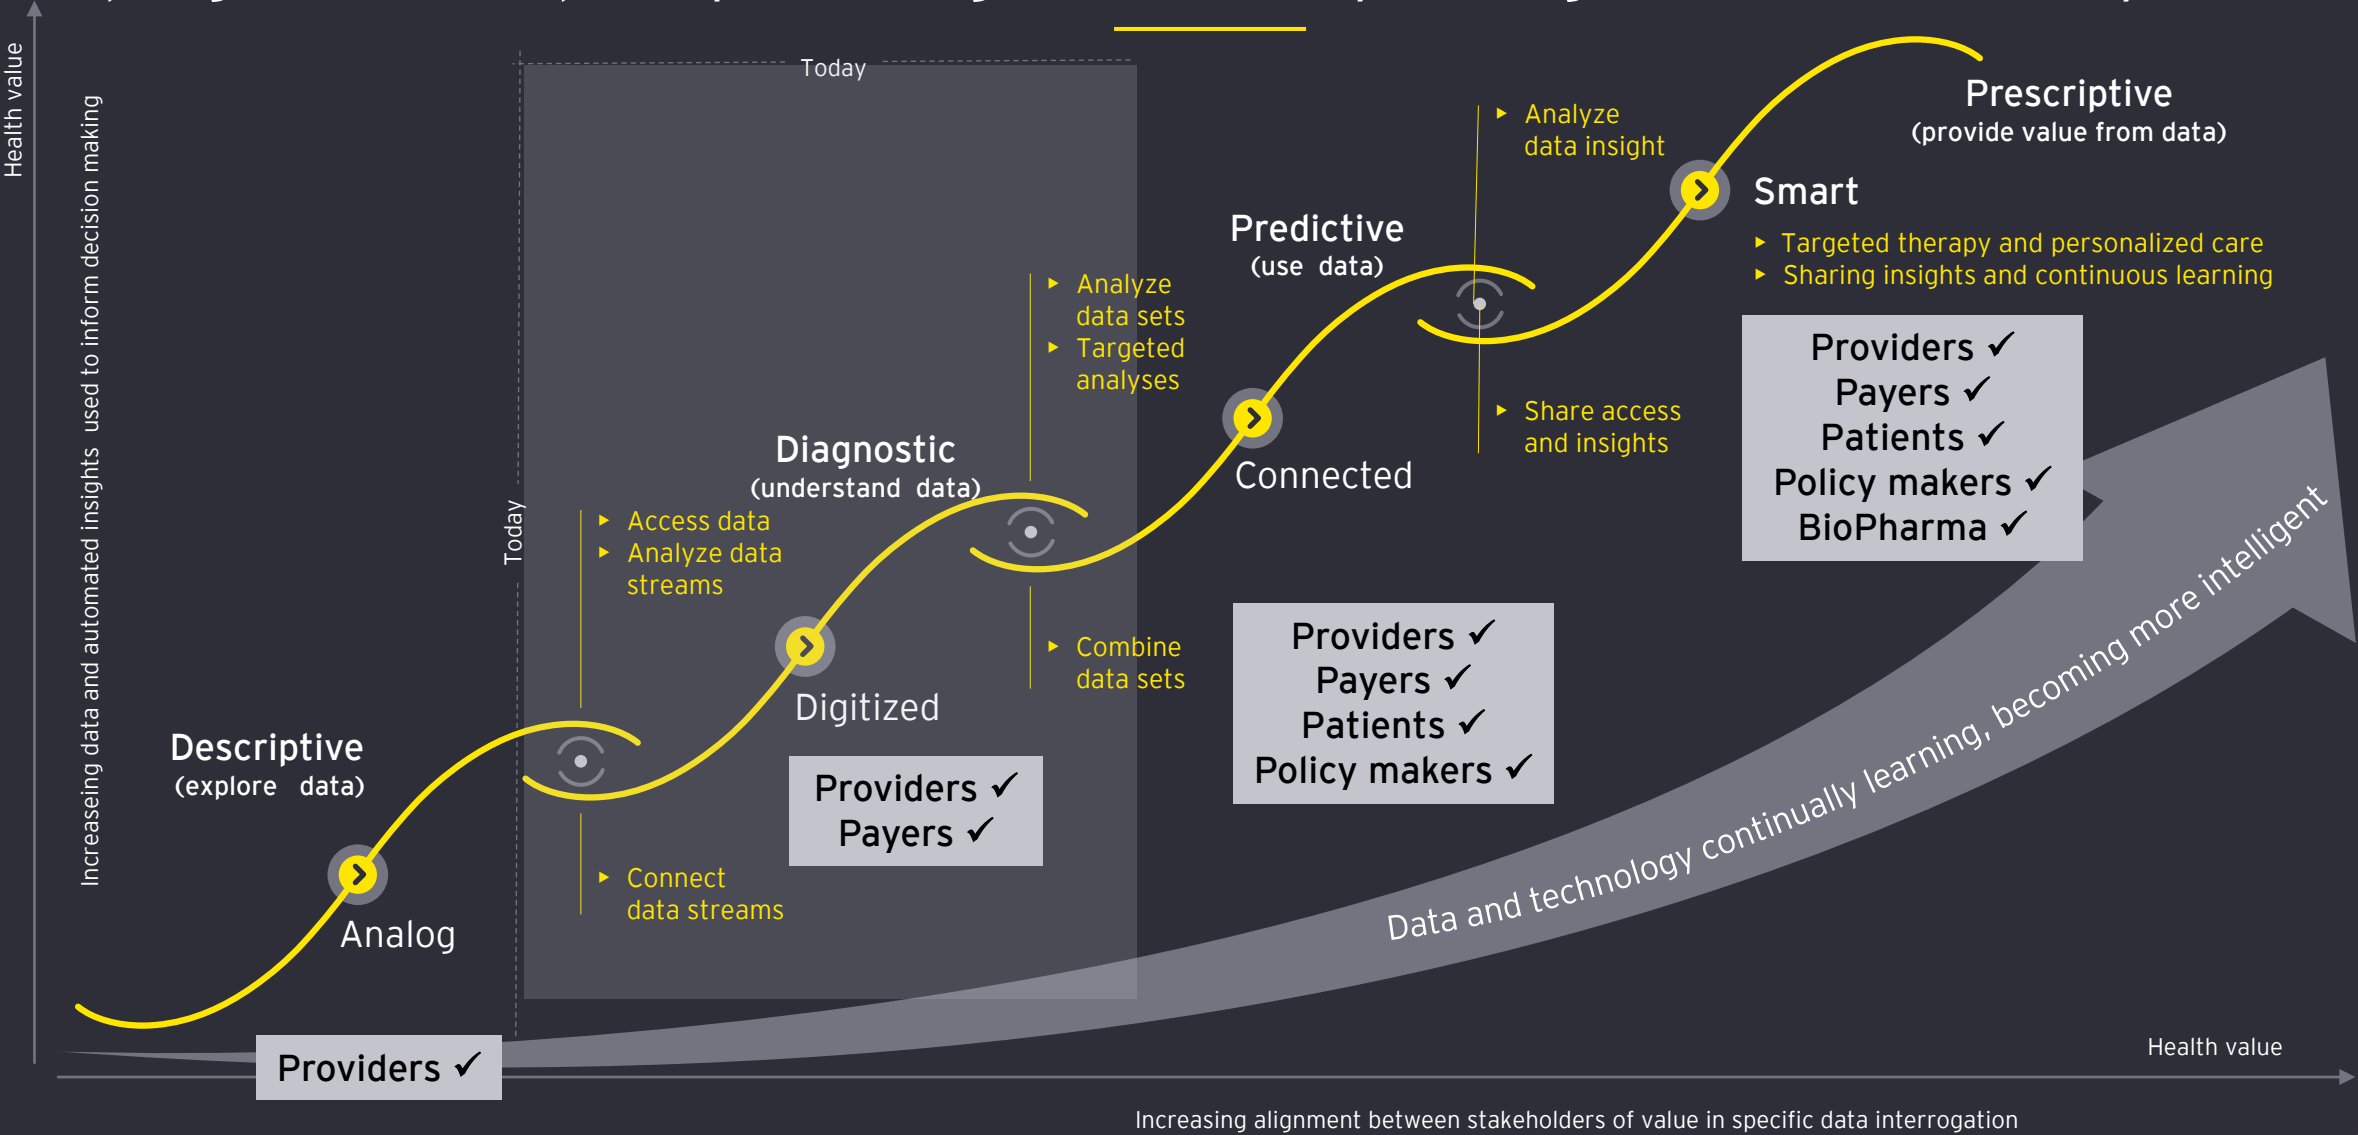 Health value
Increaseing data and automated insights used to inform decision making
Today
Today
Descriptive
(explore data)
Analog
Providers ✓
Access data
Analyze data
streams
Connect
data streams
Diagnostic
(understand data)
Digitized
Providers ✓
Payers ✓
Analyze
data sets
Targeted
analyses
Combine
data sets
Predictive
(use data)
Connected
Providers ✓
Payers ✓
Patients ✓
Policy makers ✓
Analyze
data insight
Share access
and insights
Prescriptive
(provide value from data)
Smart
Targeted therapy and personalized care
Sharing insights and continuous learning
Providers ✓
Payers ✓
Patients ✓
Policy makers ✓
BioPharma ✓
Data and technology continually learning, becoming more intelligent
Health value
Increasing alignment between stakeholders of value in specific data interrogation